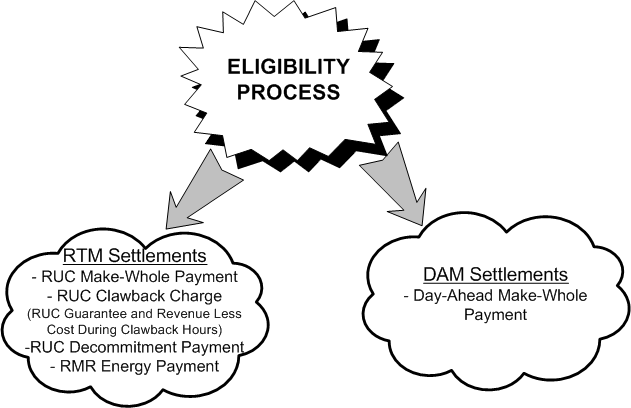 ELIGIBILITY
PROCESS
RTM Settlements
- RUC Make-Whole Payment
- RUC Clawback Charge
(RUC Guarantee and Revenue Less
Cost During Clawback Hours)
-RUC Decommitment Payment
- RMR Energy Payment
DAM Settlements
- Day-Ahead Make-Whole
Payment